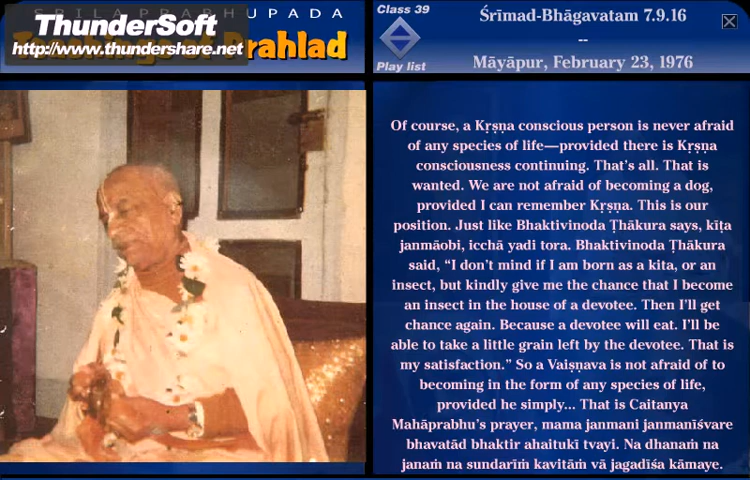 SRILA PRABHUPADA
ThunderSoft
http://www.thundershare.net
Teachings of Prahlad
Class 39
Play list
Śrīmad-Bhāgavatam 7.9.16
--
Māyāpur, February 23, 1976
Of course, a Kṛṣṇa conscious person is never afraid
of any species of life—provided there is Kṛṣṇa
consciousness continuing. That’s all. That is
wanted. We are not afraid of becoming a dog,
provided I can remember Kṛṣṇa. This is our
position. Just like Bhaktivinoda Ṭhākura says, kīṭa
janmāobi, icchā yadi tora. Bhaktivinoda Ṭhākura
said, “I don’t mind if I am born as a kita, or an
insect, but kindly give me the chance that I become
an insect in the house of a devotee. Then I’ll get
chance again. Because a devotee will eat. I’ll be
able to take a little grain left by the devotee. That is
my satisfaction.” So a Vaiṣṇava is not afraid of to
becoming in the form of any species of life,
provided he simply... That is Caitanya
Mahāprabhu’s prayer, mama janmani janmanīśvare
bhavatād bhaktir ahaitukī tvayi. Na dhanaṁ na
janaṁ na sundarīṁ kavitāṁ vā jagadīśa kāmaye.